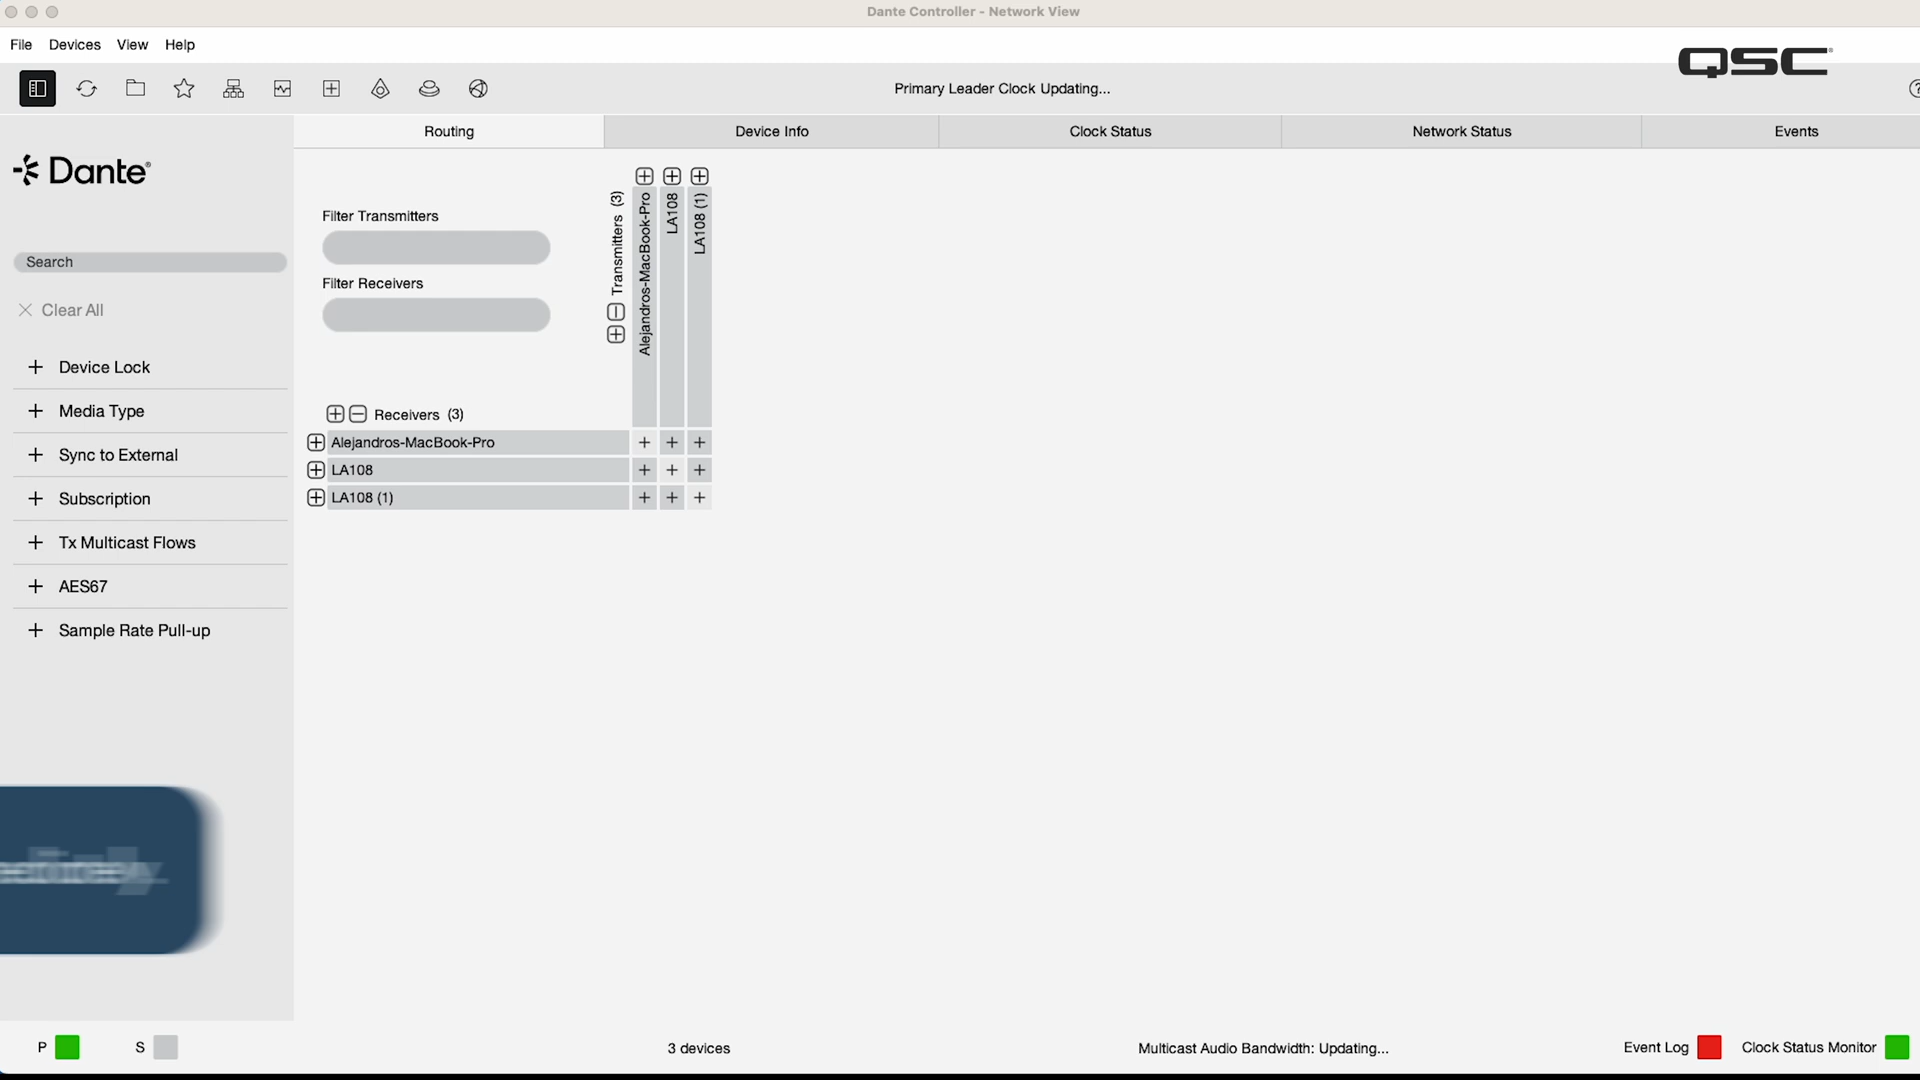 Dante Controller - Network View
File Devices View Help
QSC
Primary Leader Clock Updating...
Routing Device Info Clock Status Network Status Events
Dante
Search
Clear All
Device Lock
Media Type
Sync to External
Subscription
Tx Multicast Flows
AES67
Sample Rate Pull-up
Filter Transmitters
Filter Receivers
Transmitters (3)
Alejandros-MacBook-Pro
LA108
LA108 (1)
Receivers (3)
Alejandros-MacBook-Pro
LA108
LA108 (1)
P S 3 devices Multicast Audio Bandwidth: Updating... Event Log Clock Status Monitor